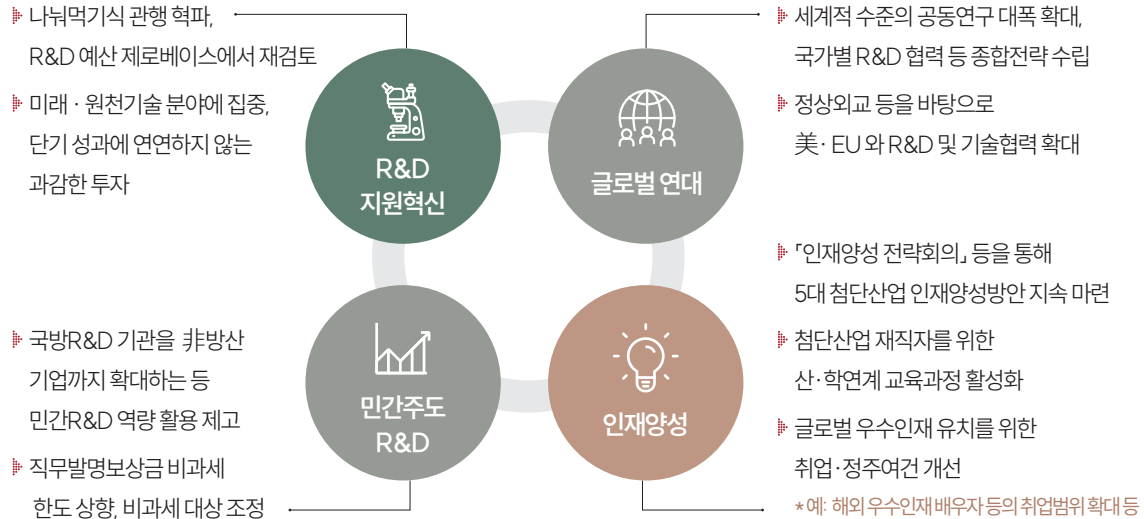 나눠먹기식 관행 혁파,
R&D 예산 제로베이스에서 재검토
미래 · 원천기술 분야에 집중,
단기 성과에 연연하지 않는
과감한 투자
R&D
지원혁신
글로벌 연대
세계적 수준의 공동연구 대폭 확대,
국가별 R&D 협력 등 종합전략 수립
정상외교 등을 바탕으로
美· EU 와 R&D 및 기술협력 확대
국방R&D 기관을 非방산
기업까지 확대하는 등
민간R&D 역량 활용 제고
직무발명보상금 비과세
한도 상향, 비과세 대상 조정
민간주도
R&D
인재양성
「인재양성 전략회의」 등을 통해
5대 첨단산업 인재양성방안 지속 마련
첨단산업 재직자를 위한
산·학연계 교육과정 활성화
글로벌 우수인재 유치를 위한
취업·정주여건 개선
*예: 해외 우수인재 배우자 등의 취업범위 확대 등